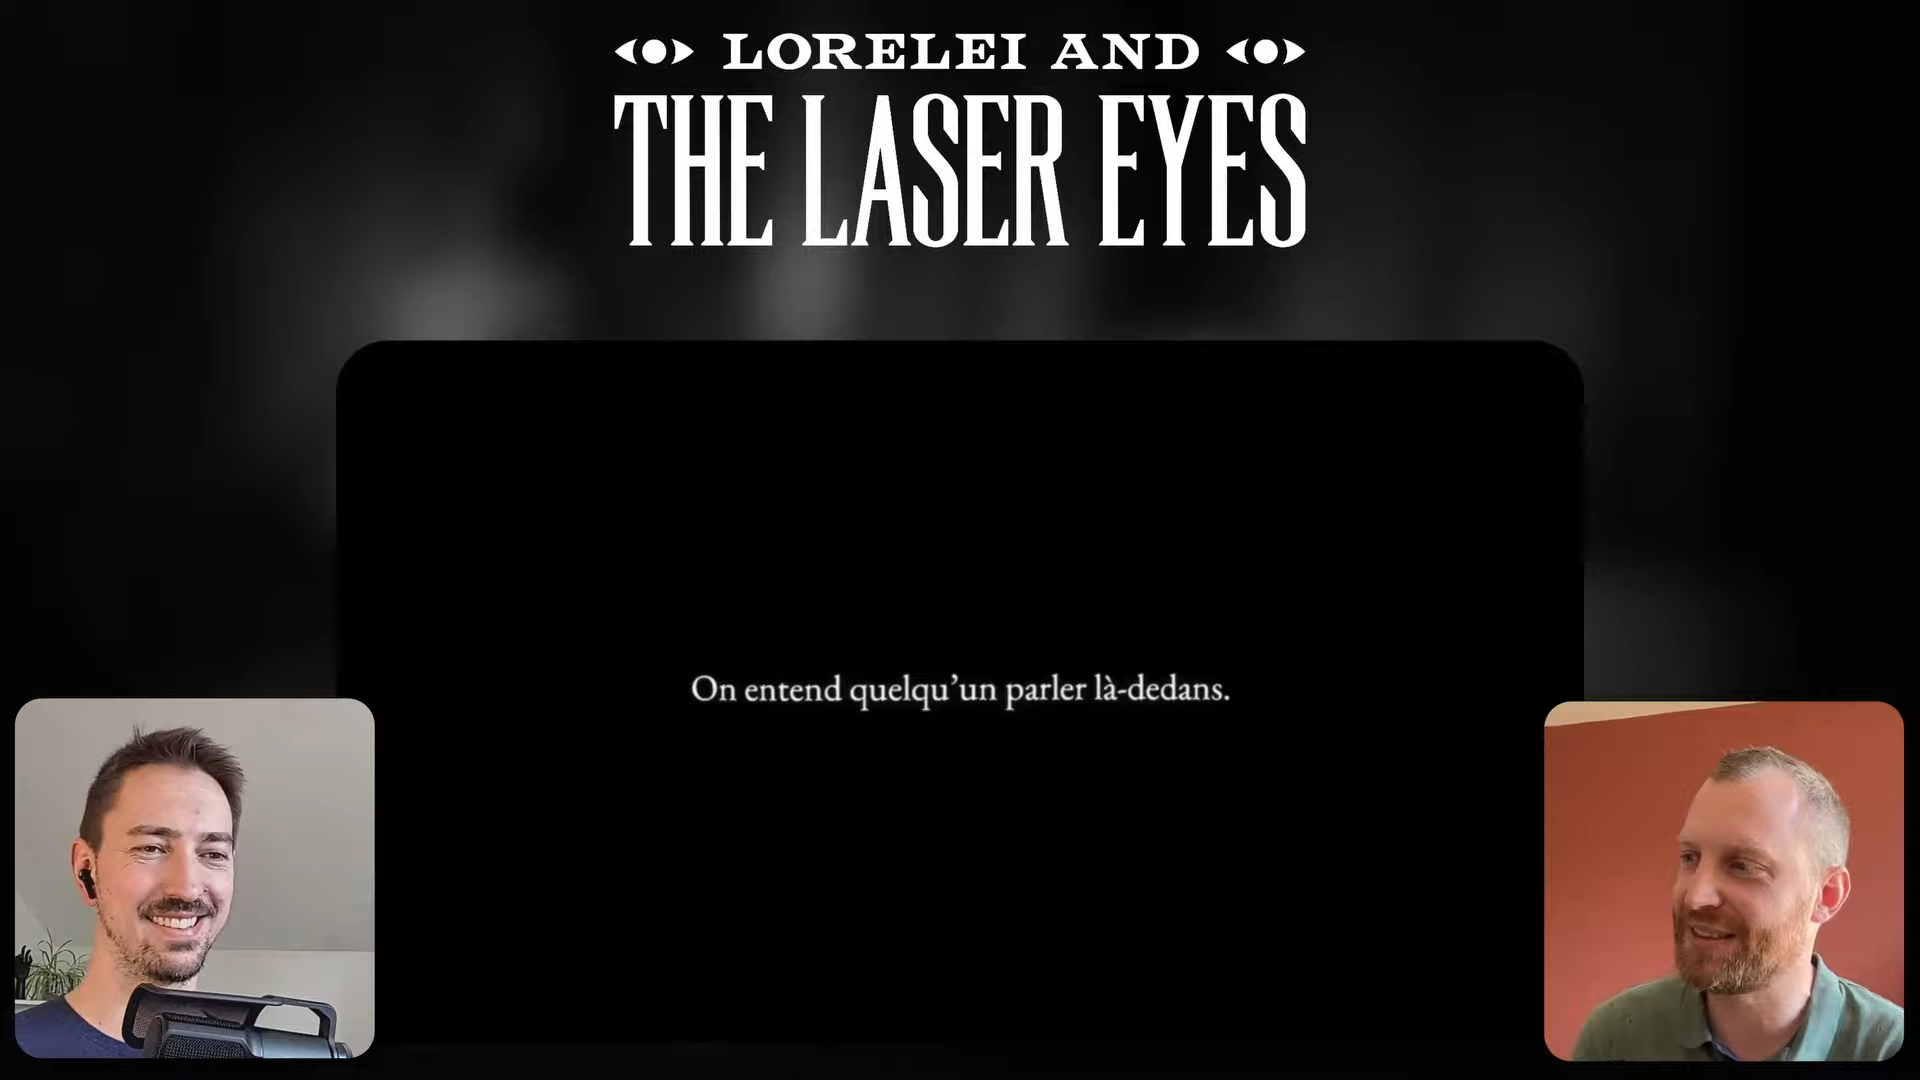 LORELEI AND
THE LASER EYES
On entend quelqu’un parler là-dedans.